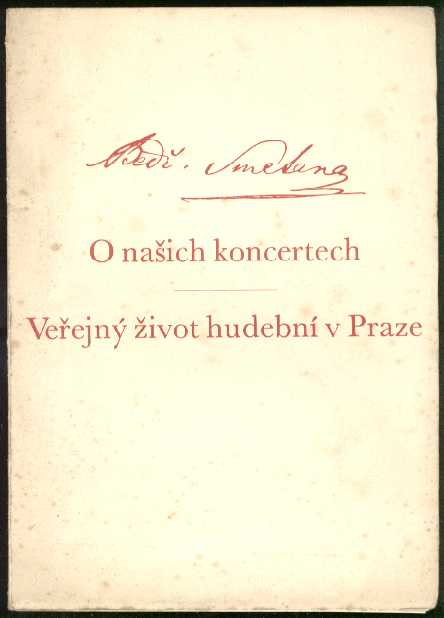 Bedř. Smetana
O našich koncertech
Veřejný život hudební v Praze